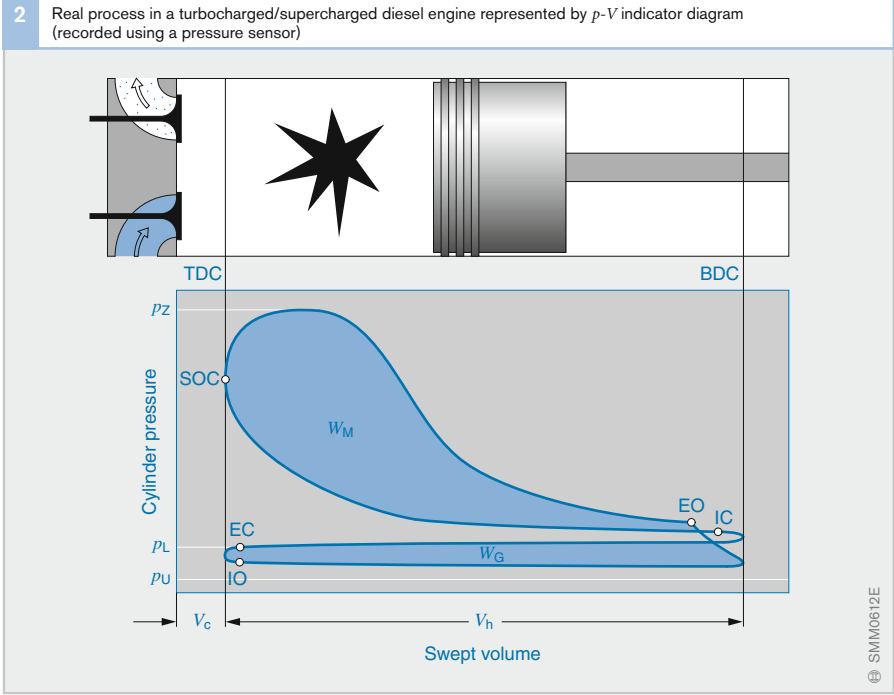 2
Real process in a turbocharged/supercharged diesel engine represented by p-V indicator diagram
(recorded using a pressure sensor)
TDC
BDC
Cylinder pressure
pZ
SOC
WM
EO
IC
EC
pL
WG
IO
pU
Vc
Vh
Swept volume
SMM0612E